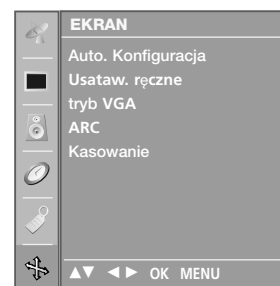 EKRAN
Auto. Konfiguracja
Usataw. ręczne
tryb VGA
ARC
Kasowanie
▲▼ ◄► OK MENU